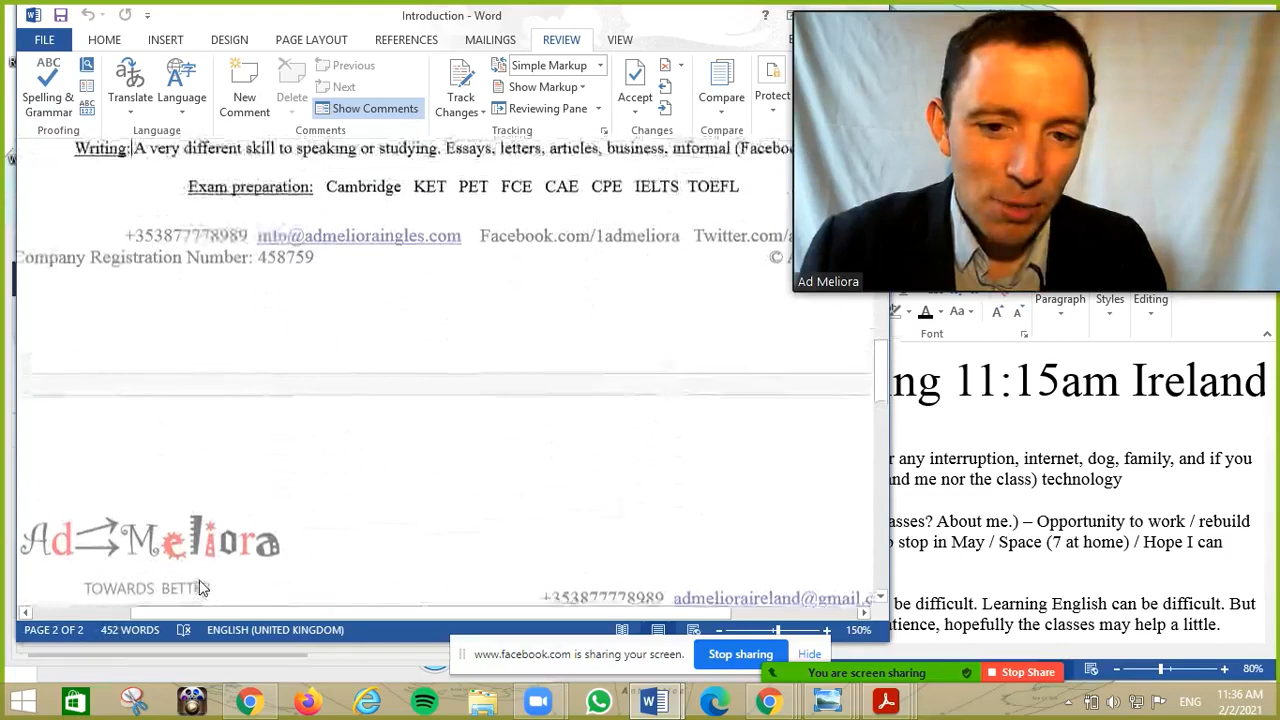 Introduction - Word
?
FILE HOME INSERT DESIGN PAGE LAYOUT REFERENCES MAILINGS REVIEW VIEW
ABC
Spelling & Grammar
ABC
123
Translate
Language
New Comment
Delete
Previous
Next
Show Comments
Track Changes
Simple Markup
Show Markup
Reviewing Pane
Accept
Compare
Protect
Proofing Language Comments Tracking Changes Compare
Writing: A very different skill to speaking or studying. Essays, letters, articles, business, informal (Facebo
Exam preparation: Cambridge KET PET FCE CAE CPE IELTS TOEFL
+353877778989 info@admelioraingles.com Facebook.com/1admeliora Twitter.com/a
Company Registration Number: 458759 © A
Ad Meliora
TOWARDS BETTE
+353877778989 admelioraireland@gmail.c
PAGE 2 OF 2 452 WORDS ENGLISH (UNITED KINGDOM) 150%
Ad Meliora
Paragraph Styles Editing
A Aa A A
Font
ng 11:15am Ireland
r any interruption, internet, dog, family, and if you
nd me nor the class) technology
asses? About me.) – Opportunity to work / rebuild
o stop in May / Space (7 at home) / Hope I can
be difficult. Learning English can be difficult. But
atience, hopefully the classes may help a little.
www.facebook.com is sharing your screen. Stop sharing Hide
You are screen sharing Stop Share
80%
ENG
11:36 AM
2/2/2021